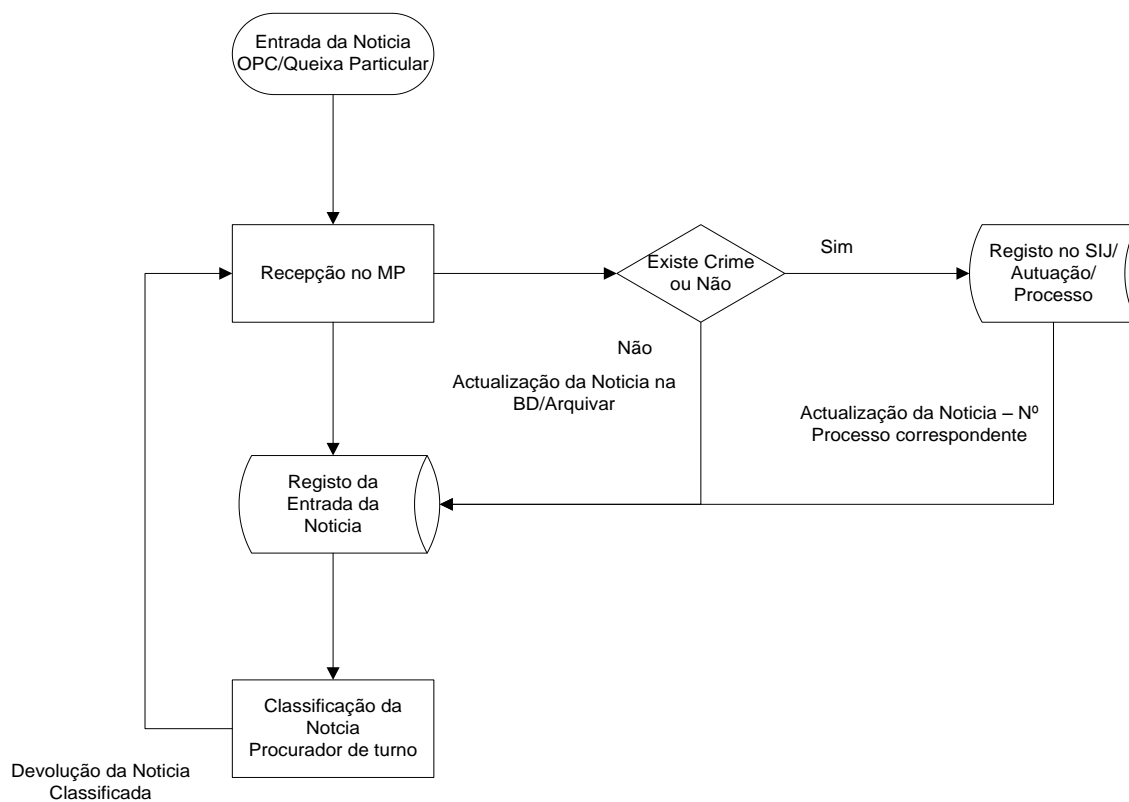 Entrada da Noticia
OPC/Queixa Particular
Recepção no MP
Existe Crime
ou Não
Sim
Registo no SIJ/
Autuação/
Processo
Não
Actualização da Noticia na
BD/Arquivar
Actualização da Noticia – Nº
Processo correspondente
Registo da
Entrada da
Noticia
Classificação da
Notcia
Procurador de turno
Devolução da Noticia
Classificada